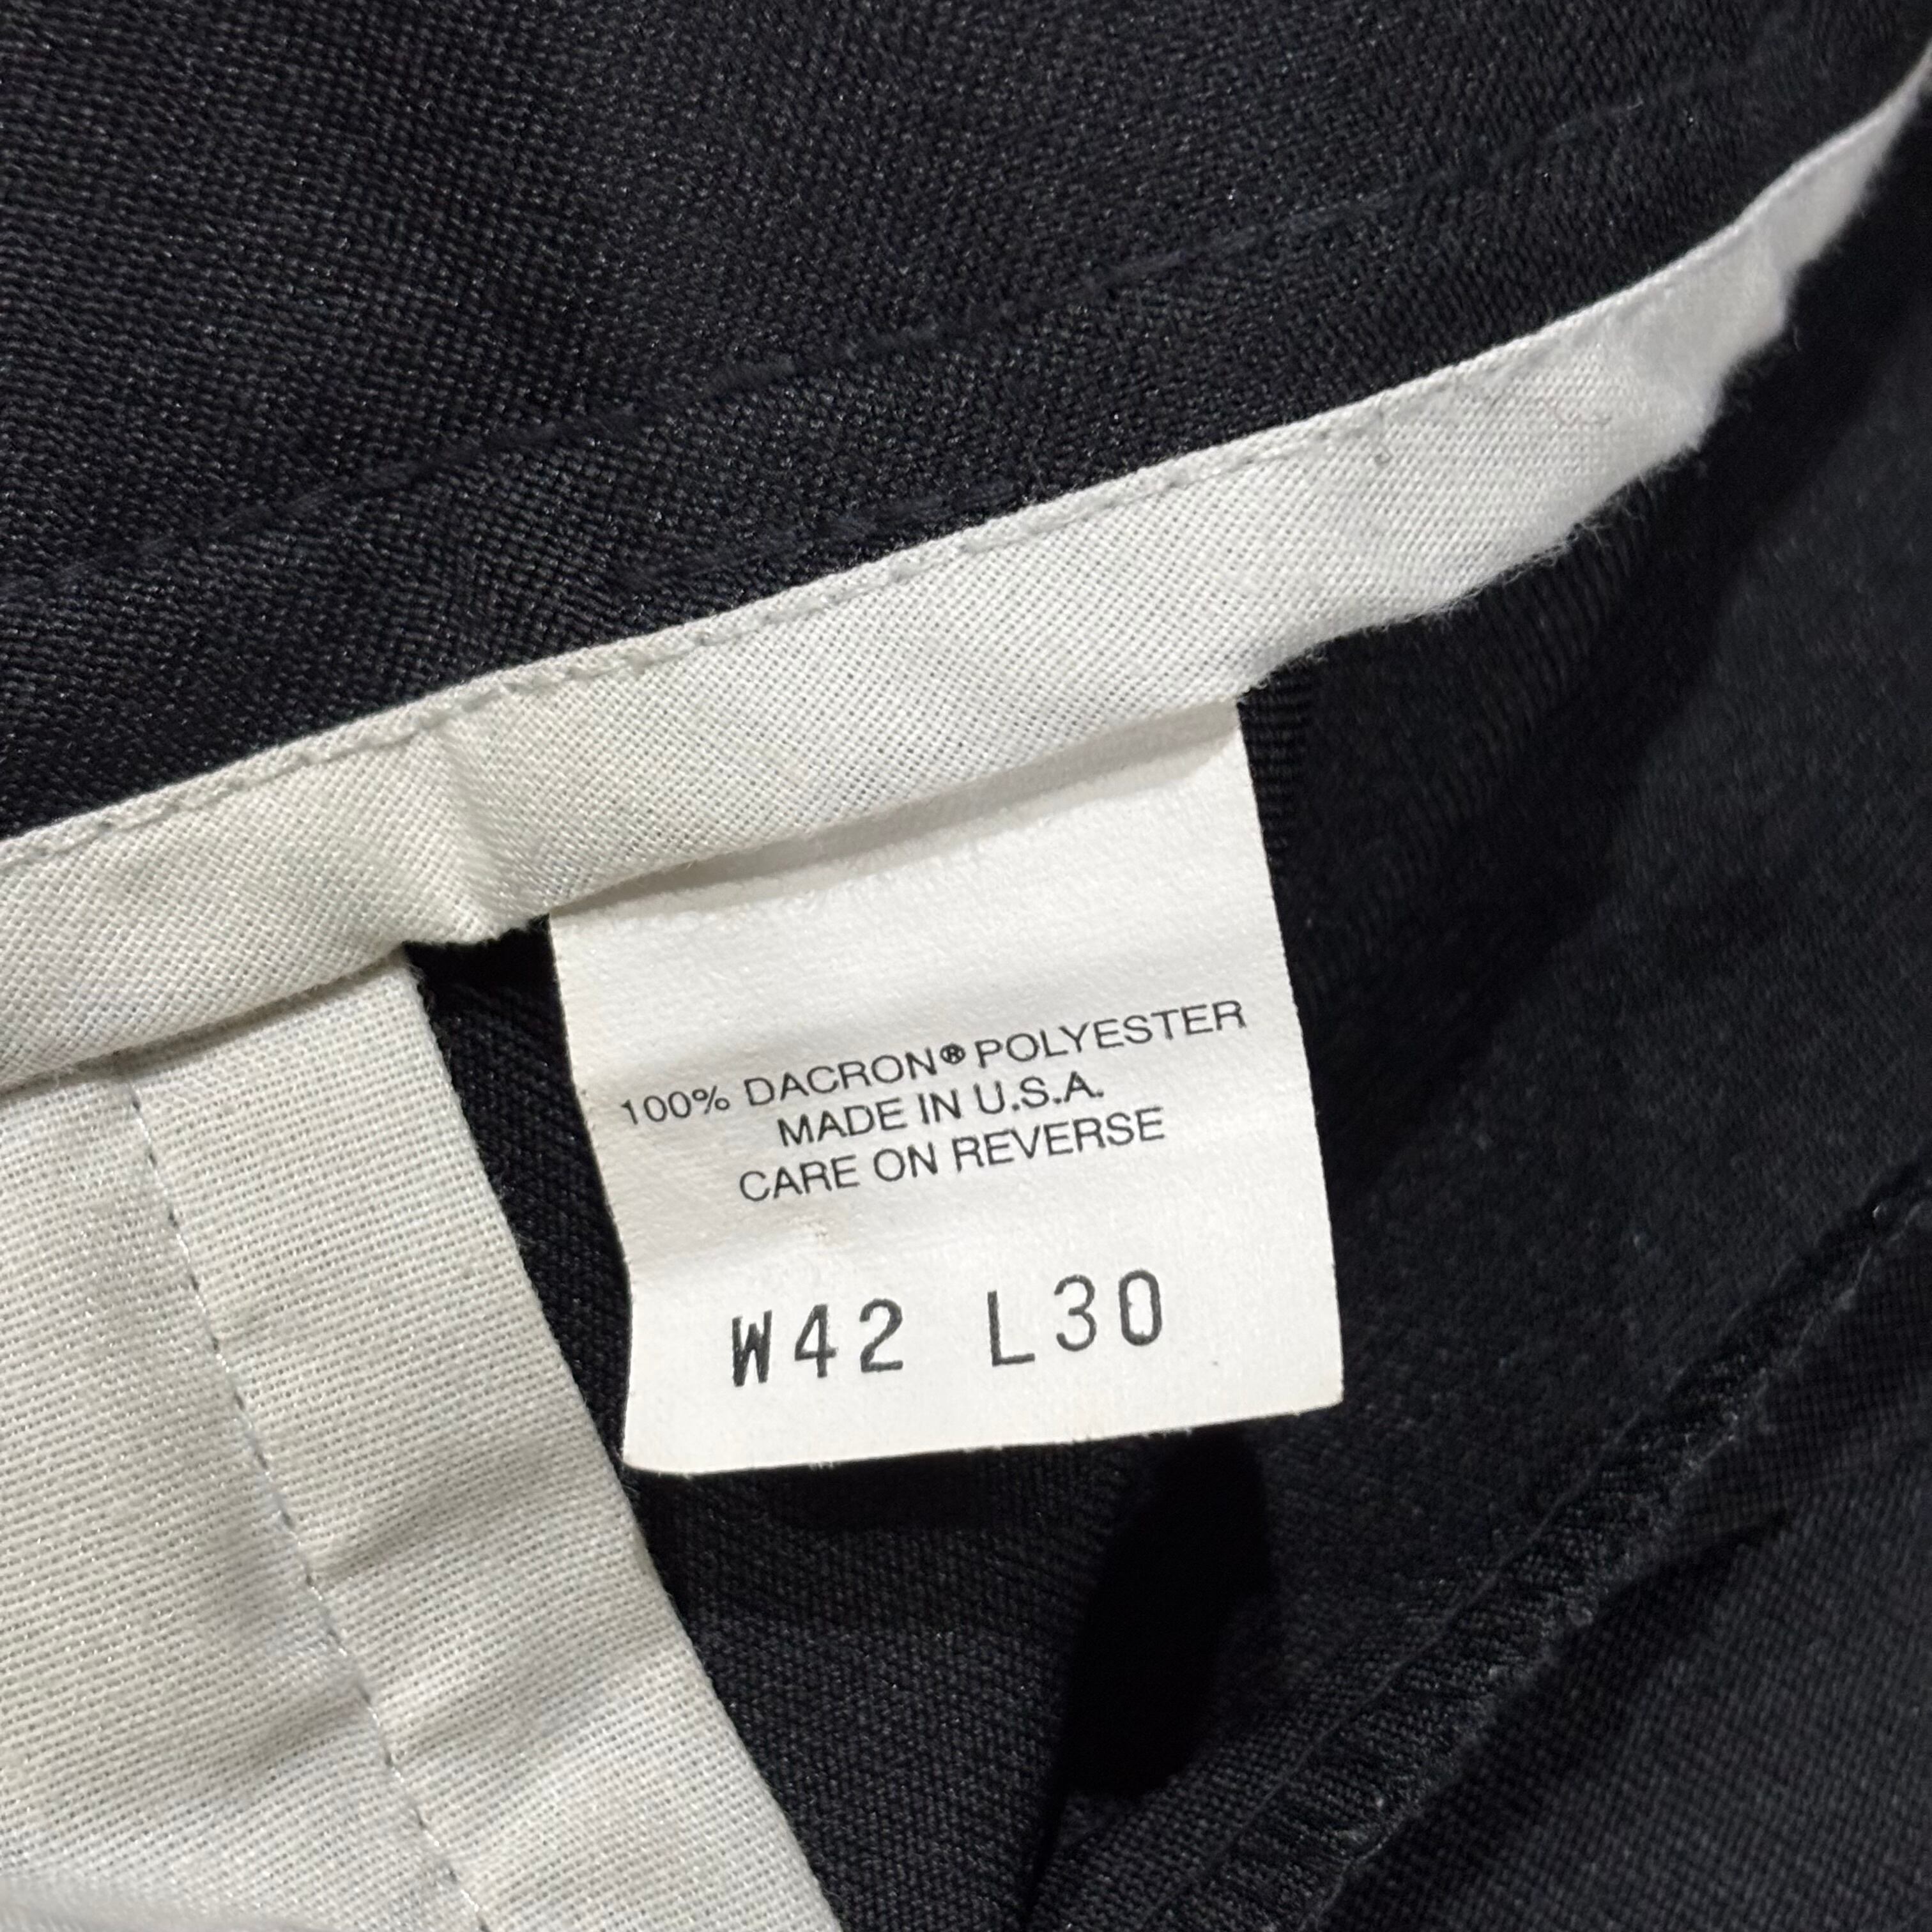 100% DACRON® POLYESTER
MADE IN U.S.A.
CARE ON REVERSE
W42 L30